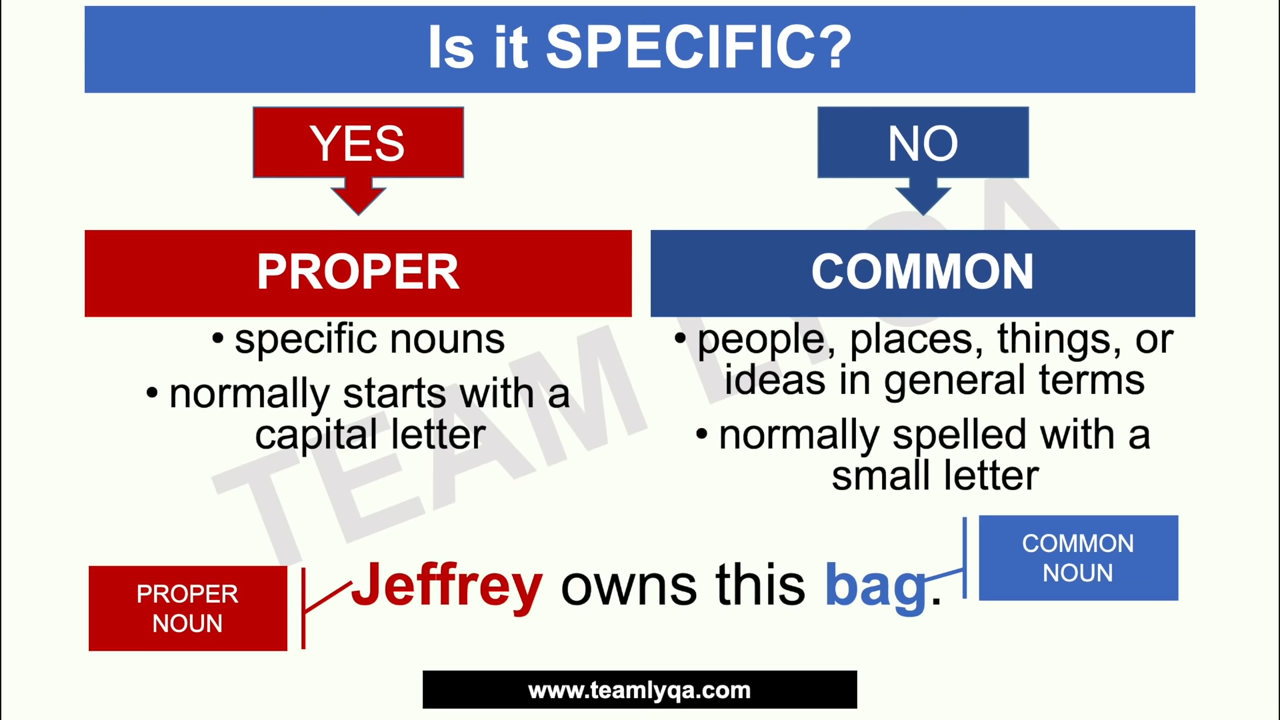 Is it SPECIFIC?
YES
NO
PROPER
COMMON
• specific nouns
• normally starts with a
capital letter
• people, places, things, or
ideas in general terms
• normally spelled with a
small letter
TEAM LYQA
PROPER
NOUN
Jeffrey owns this bag.
COMMON
NOUN
www.teamlyqa.com